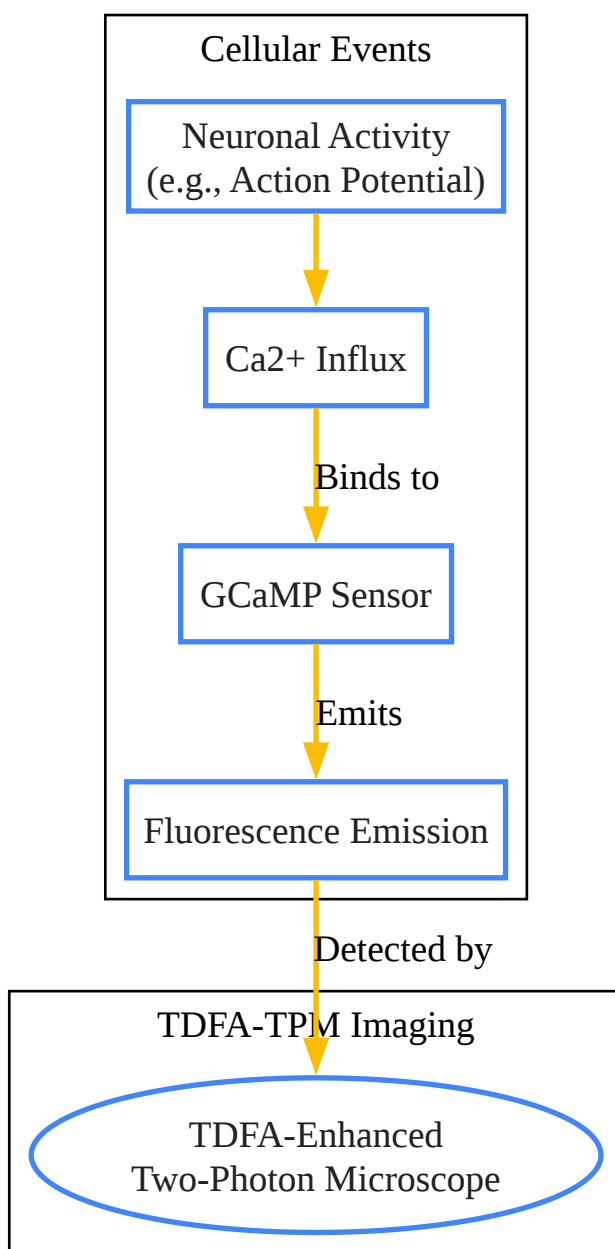 Cellular Events
Neuronal Activity
(e.g., Action Potential)
Ca2+ Influx
Binds to
GCaMP Sensor
Emits
Fluorescence Emission
Detected by
TDFA-TPM Imaging
TDFA-Enhanced
Two-Photon Microscope